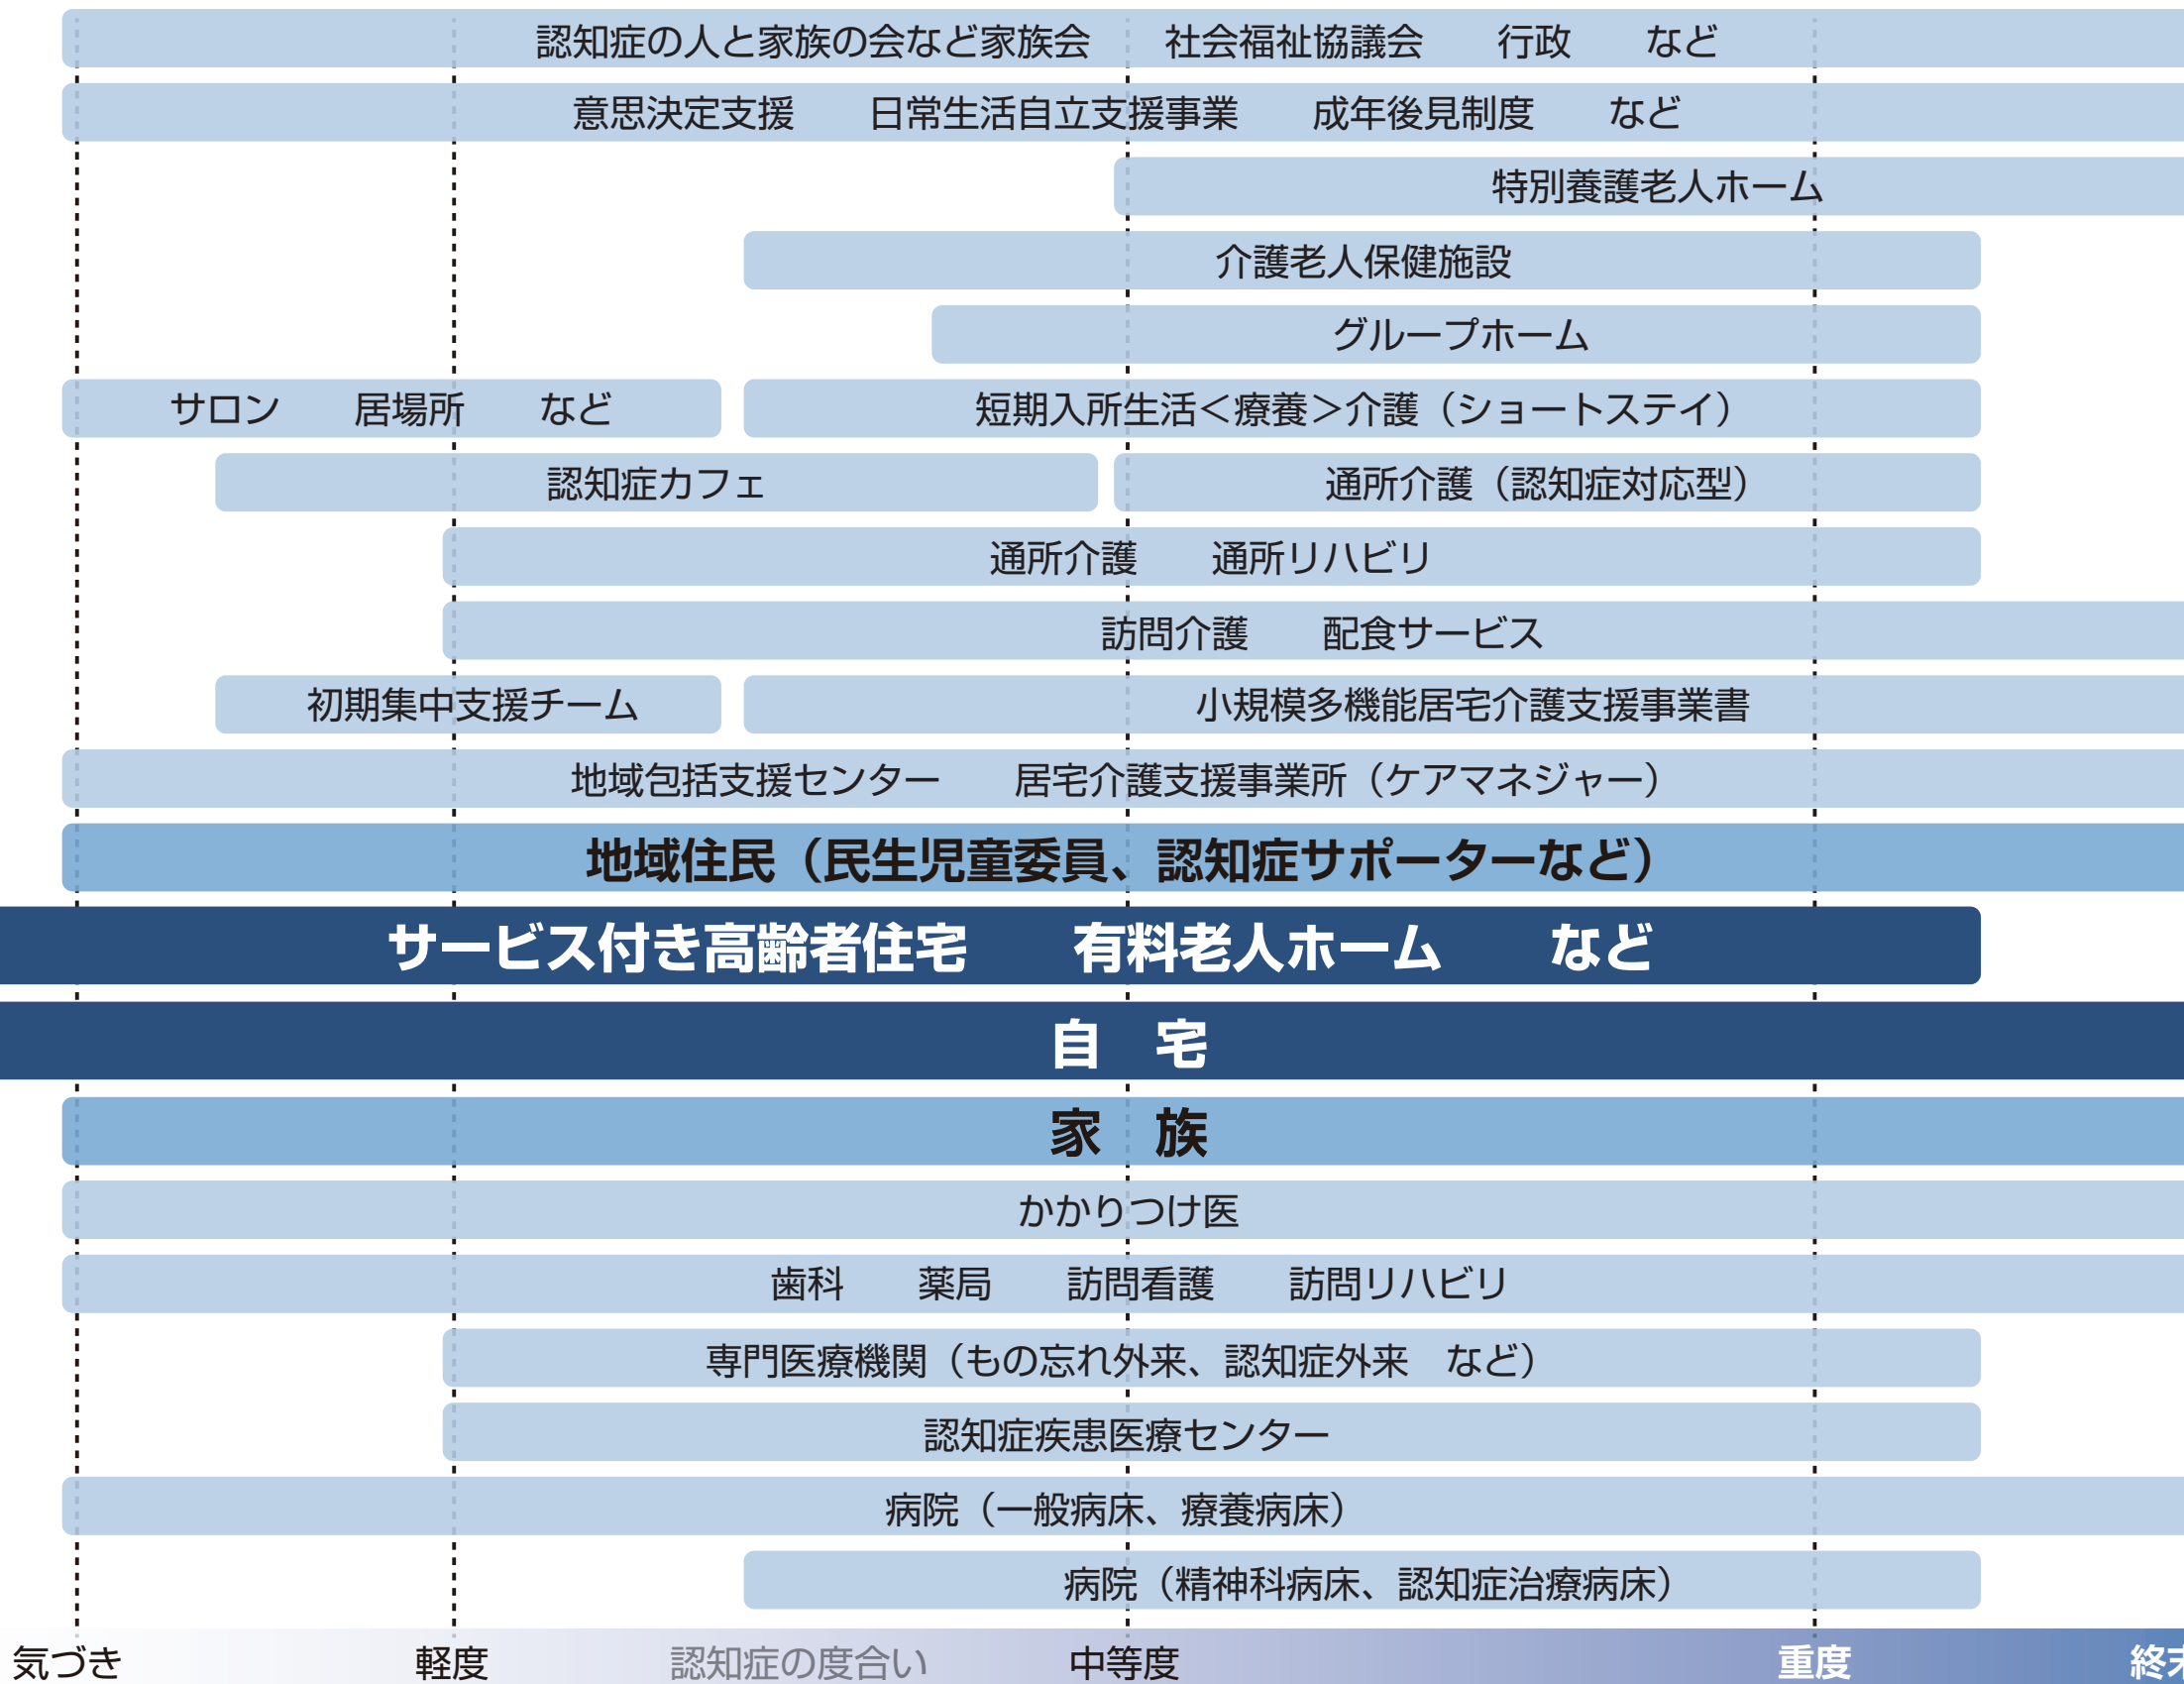 認知症の人と家族の会など家族会　　社会福祉協議会　　行政　　など
意思決定支援　　日常生活自立支援事業　　成年後見制度　　など
特別養護老人ホーム
介護老人保健施設
グループホーム
サロン　　居場所　　など
短期入所生活＜療養＞介護（ショートステイ）
認知症カフェ
通所介護（認知症対応型）
通所介護　　通所リハビリ
訪問介護　　配食サービス
初期集中支援チーム
小規模多機能居宅介護支援事業書
地域包括支援センター　　居宅介護支援事業所（ケアマネジャー）
地域住民（民生児童委員、認知症サポーターなど）
サービス付き高齢者住宅　　有料老人ホーム　　など
自　宅
家　族
かかりつけ医
歯科　　薬局　　訪問看護　　訪問リハビリ
専門医療機関（もの忘れ外来、認知症外来　など）
認知症疾患医療センター
病院（一般病床、療養病床）
病院（精神科病床、認知症治療病床）
気づき　軽度　認知症の度合い　中等度　重度　終